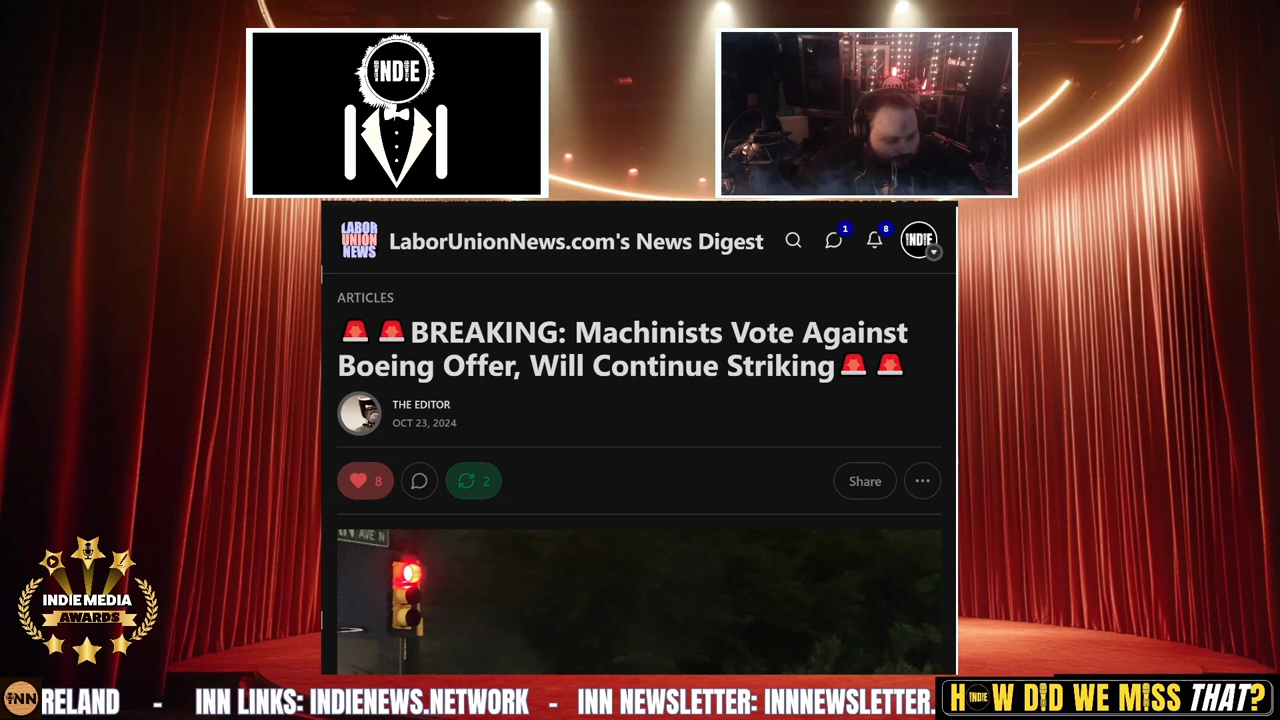 INDIE
LABOR
UNION
NEWS
LaborUnionNews.com's News Digest
1
8
INDIE
ARTICLES
🚨🚨BREAKING: Machinists Vote Against
Boeing Offer, Will Continue Striking🚨🚨
THE EDITOR
OCT 23, 2024
8
2
Share
AVE N
INDIE MEDIA
AWARDS
INN
RELAND - INN LINKS: INDIENEWS.NETWORK - INN NEWSLETTER: INNNEWSLETTER.
HOW DID WE MISS THAT?